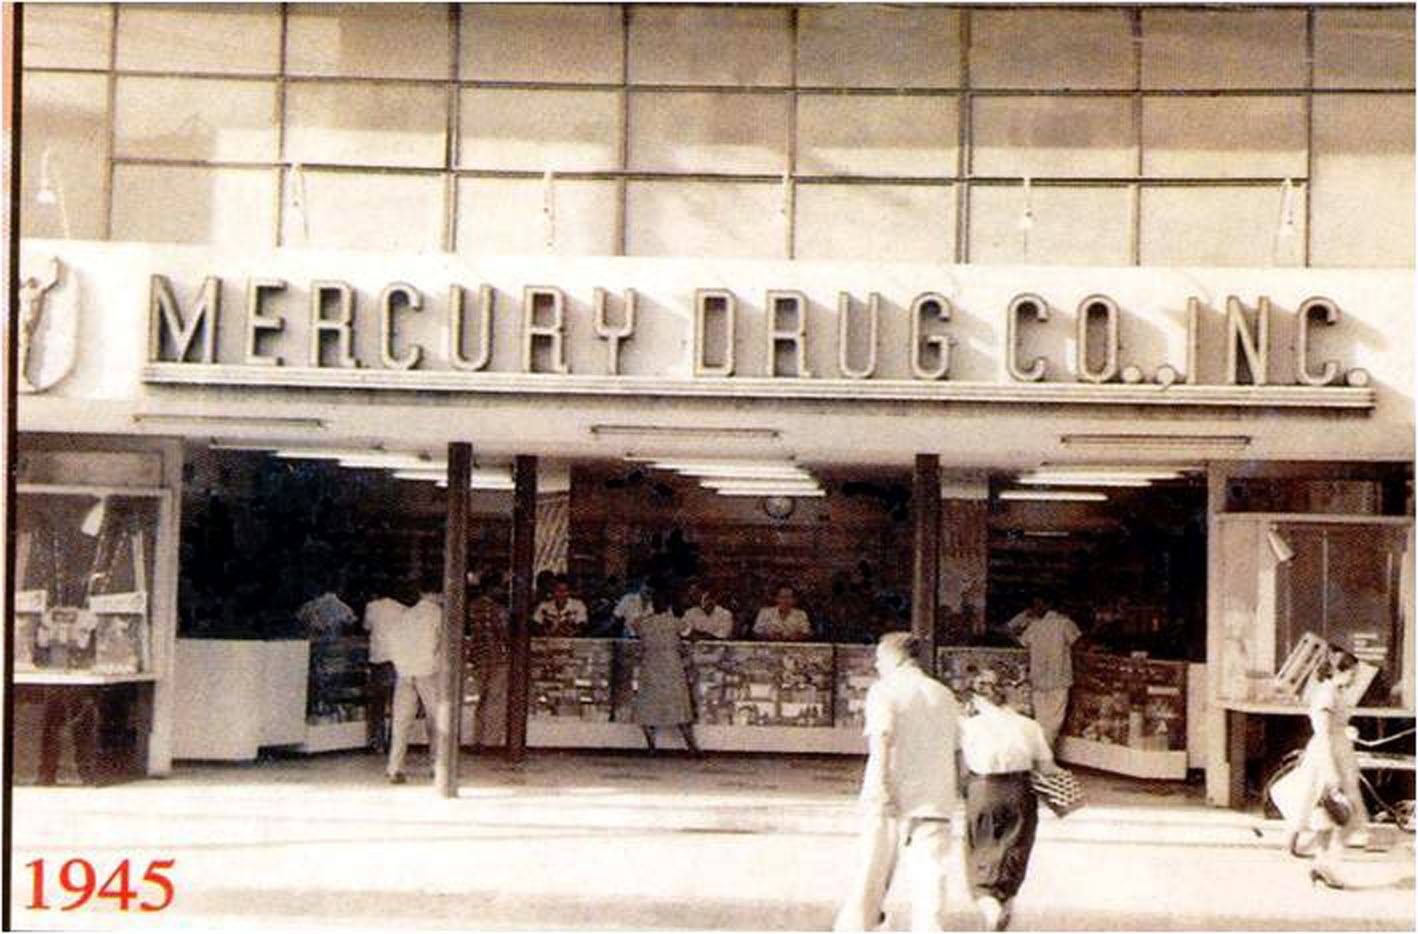 MERCURY DRUG CO., INC.
1945